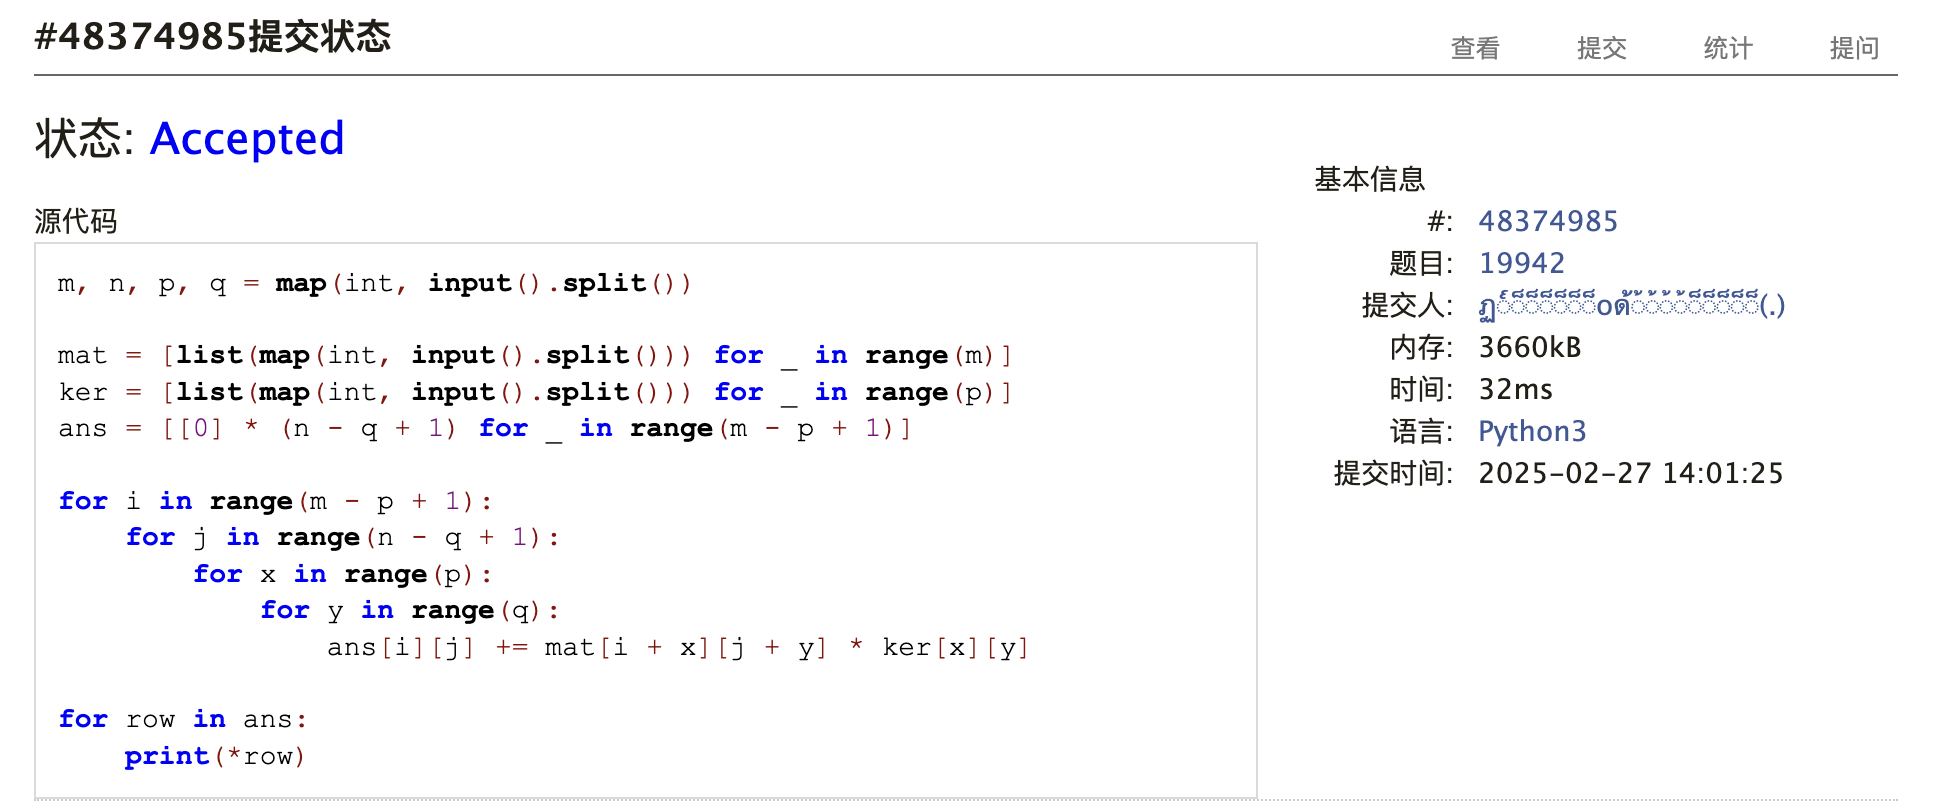 #48374985提交状态
查看 提交 统计 提问
状态: Accepted
源代码
m, n, p, q = map(int, input().split())
mat = [list(map(int, input().split())) for _ in range(m)]
ker = [list(map(int, input().split())) for _ in range(p)]
ans = [[0] * (n - q + 1) for _ in range(m - p + 1)]
for i in range(m - p + 1):
    for j in range(n - q + 1):
        for x in range(p):
            for y in range(q):
                ans[i][j] += mat[i + x][j + y] * ker[x][y]
for row in ans:
    print(*row)
基本信息
#: 48374985
题目: 19942
提交人:
内存: 3660kB
时间: 32ms
语言: Python3
提交时间: 2025-02-27 14:01:25